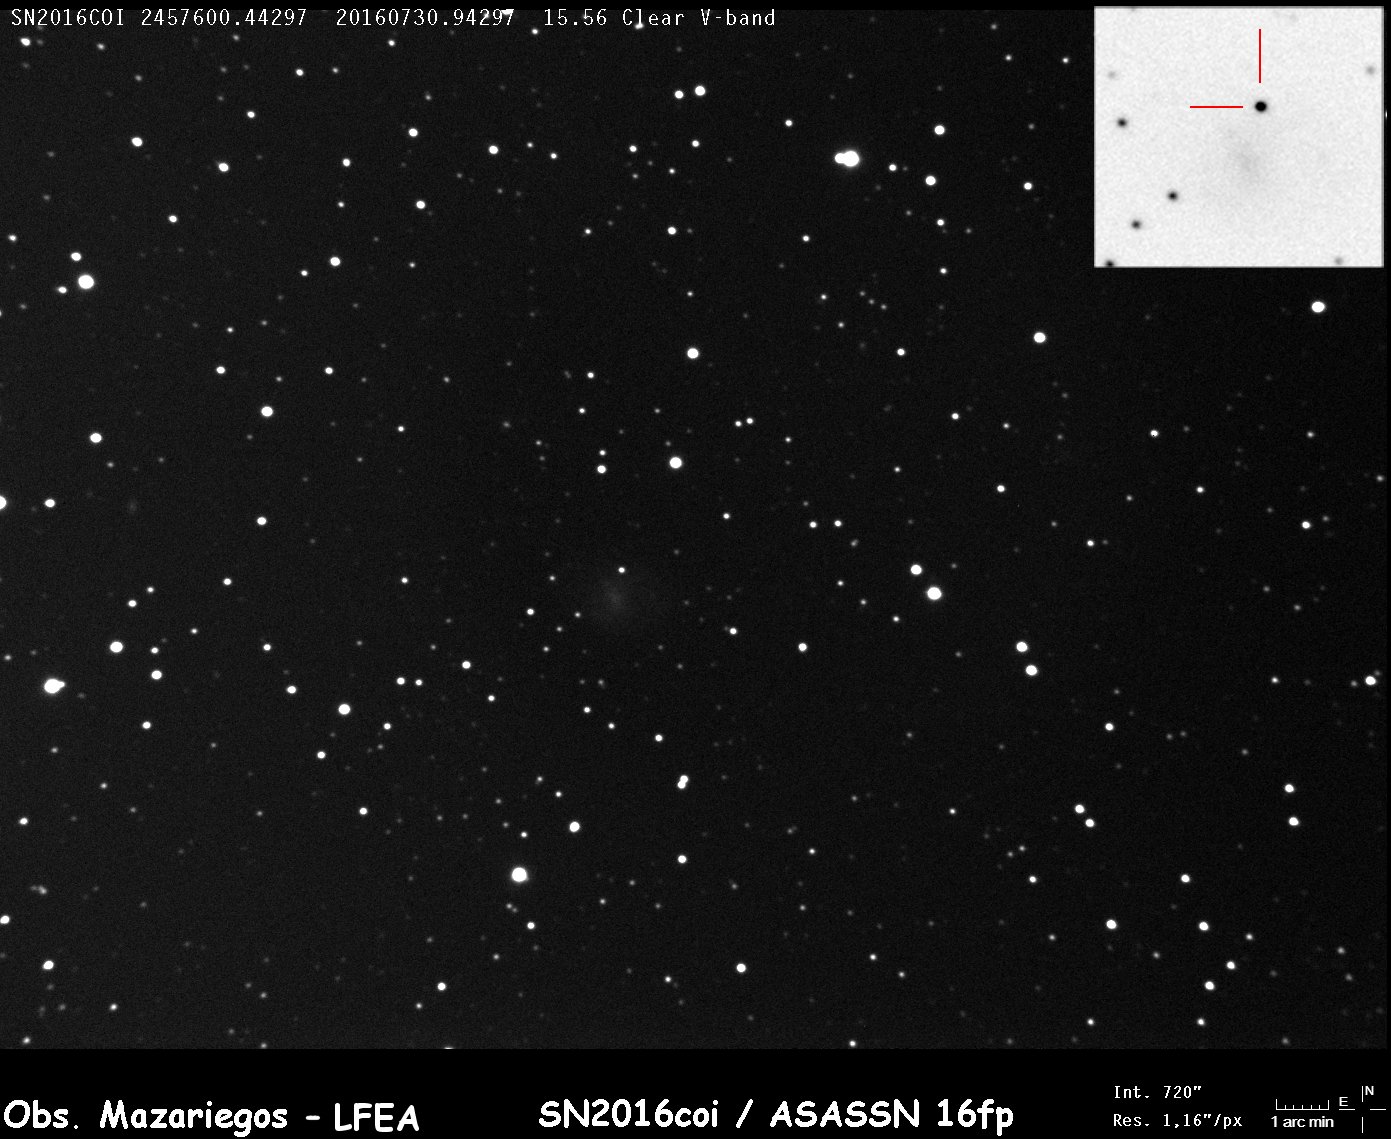 SN2016COI 2457600.44297 20160730.94297 15.56 Clear V-band
Int. 720"
Res. 1,16"/px
1 arc min
E
N
Obs. Mazariegos - LFEA
SN2016coi / ASASSN 16fp